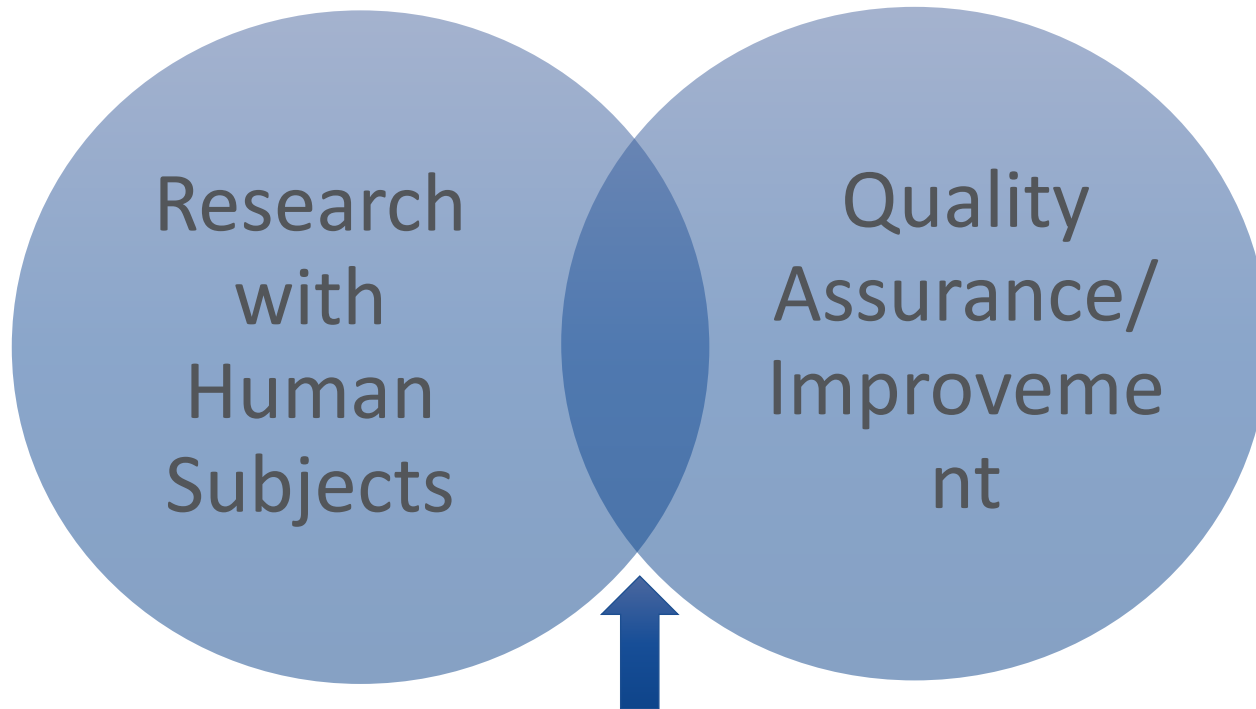 Research
with
Human
Subjects
Quality
Assurance/
Improveme
nt